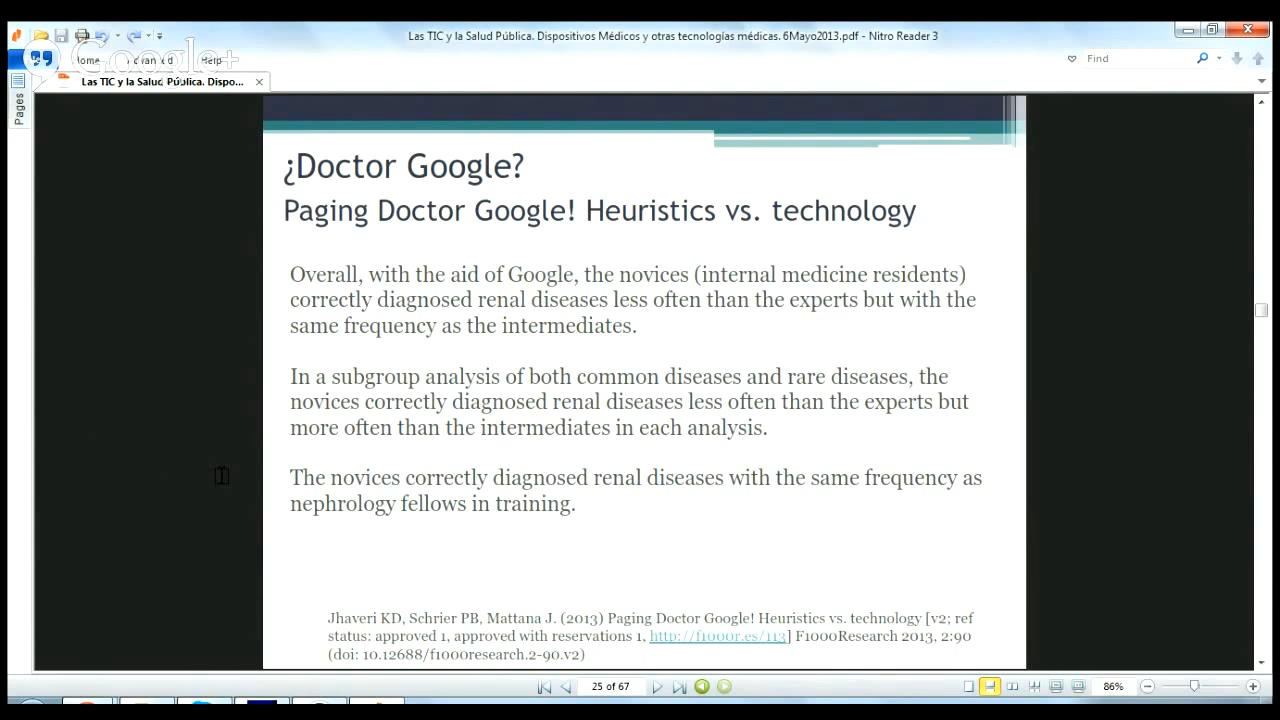 Las TIC y la Salud Pública. Dispositivos Médicos y otras tecnologías médicas. 6Mayo2013.pdf - Nitro Reader 3
Google+
Home Advanced Help
Find
Las TIC y la Salud Pública. Dispo...
Pages
¿Doctor Google?
Paging Doctor Google! Heuristics vs. technology
Overall, with the aid of Google, the novices (internal medicine residents)
correctly diagnosed renal diseases less often than the experts but with the
same frequency as the intermediates.
In a subgroup analysis of both common diseases and rare diseases, the
novices correctly diagnosed renal diseases less often than the experts but
more often than the intermediates in each analysis.
The novices correctly diagnosed renal diseases with the same frequency as
nephrology fellows in training.
Jhaveri KD, Schrier PB, Mattana J. (2013) Paging Doctor Google! Heuristics vs. technology [v2; ref
status: approved 1, approved with reservations 1, http://f1000r.es/113] F1000Research 2013, 2:90
(doi: 10.12688/f1000research.2-90.v2)
25 of 67
86%